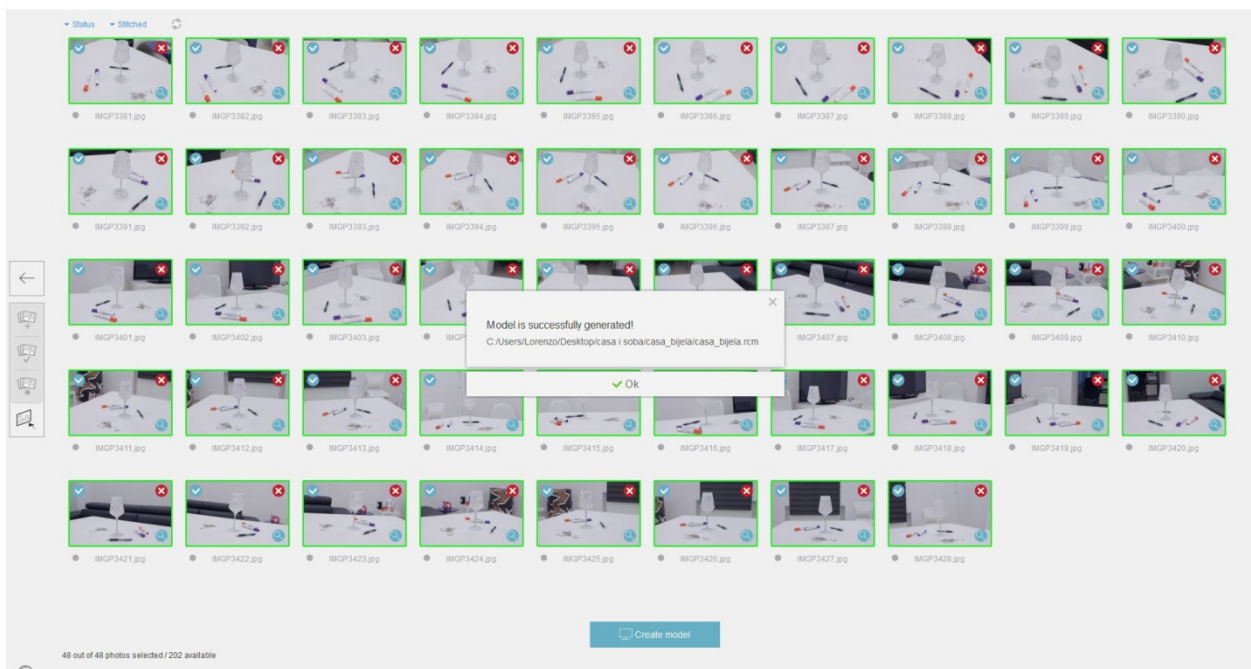 Status Stitched
IMGP3381.jpg IMGP3382.jpg IMGP3383.jpg IMGP3384.jpg IMGP3385.jpg IMGP3386.jpg IMGP3387.jpg IMGP3388.jpg IMGP3389.jpg IMGP3390.jpg
IMGP3391.jpg IMGP3392.jpg IMGP3393.jpg IMGP3394.jpg IMGP3395.jpg IMGP3396.jpg IMGP3397.jpg IMGP3398.jpg IMGP3399.jpg IMGP3400.jpg
IMGP3401.jpg IMGP3402.jpg IMGP3403.jpg IMGP3407.jpg IMGP3408.jpg IMGP3409.jpg IMGP3410.jpg
Model is successfully generated!
C:/Users/Lorenzo/Desktop/casa i soba/casa_bijela/casa_bijela.rcm
Ok
IMGP3411.jpg IMGP3412.jpg IMGP3413.jpg IMGP3414.jpg IMGP3415.jpg IMGP3416.jpg IMGP3417.jpg IMGP3418.jpg IMGP3419.jpg IMGP3420.jpg
IMGP3421.jpg IMGP3422.jpg IMGP3423.jpg IMGP3424.jpg IMGP3425.jpg IMGP3426.jpg IMGP3427.jpg IMGP3428.jpg
Create model
48 out of 48 photos selected / 202 available